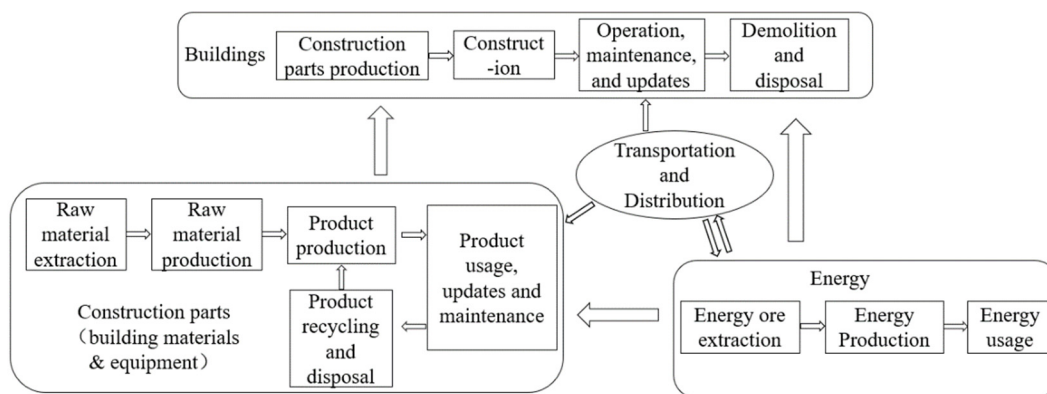 Buildings
Construction
parts production
Construct
-ion
Operation,
maintenance,
and updates
Demolition
and
disposal
Transportation
and
Distribution
Raw
material
extraction
Raw
material
production
Product
production
Product
usage,
updates and
maintenance
Product
recycling
and
disposal
Construction parts
（building materials
& equipment）
Energy
Energy ore
extraction
Energy
Production
Energy
usage